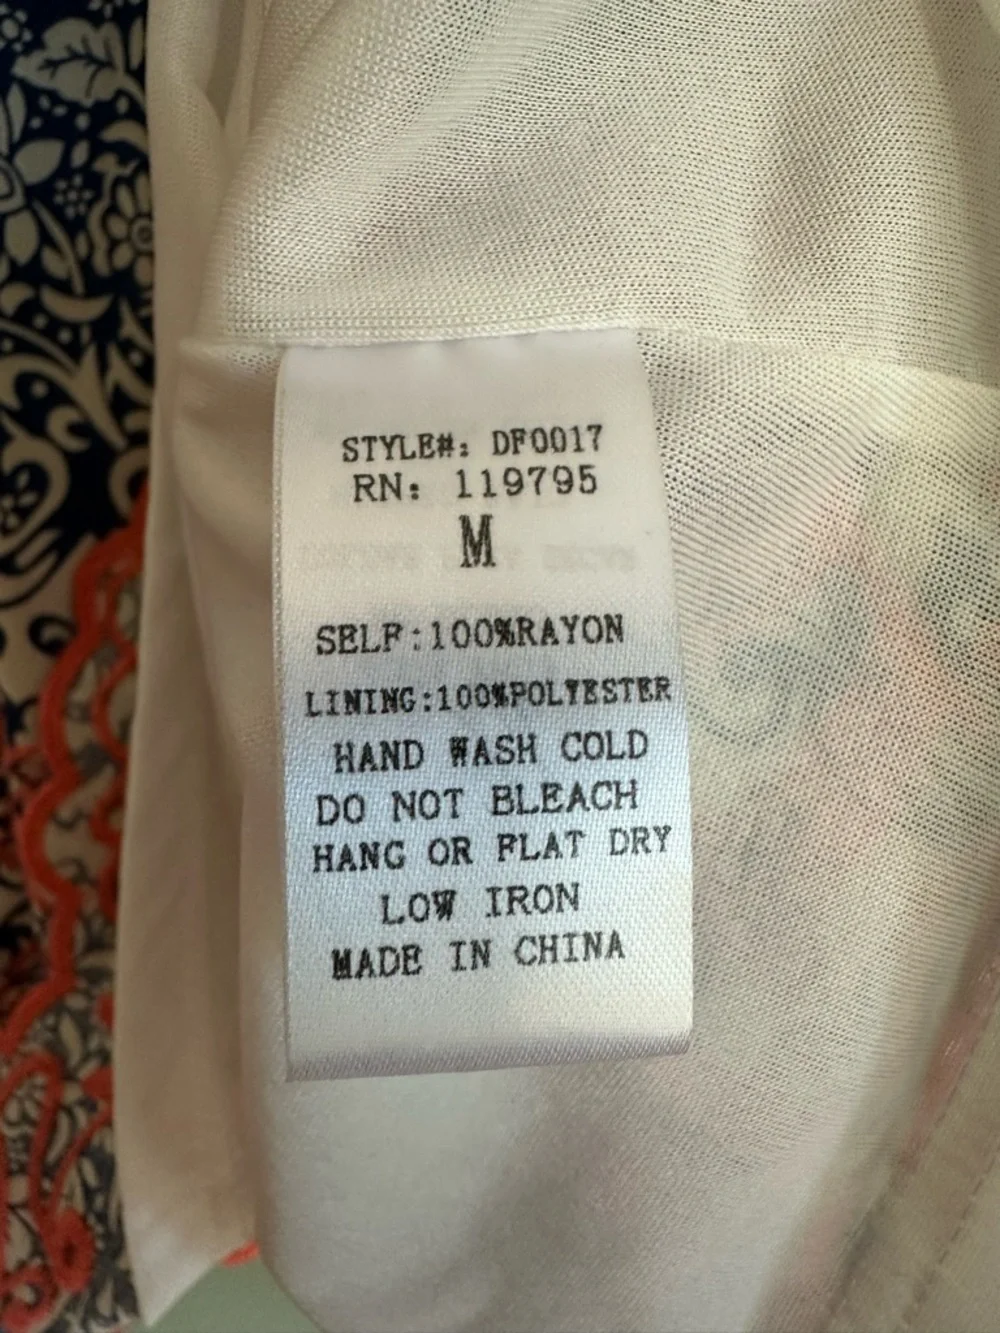 STYLE#: DF0017
RN: 119795
M
SELF:100%RAYON
LINING:100%POLYESTER
HAND WASH COLD
DO NOT BLEACH
HANG OR FLAT DRY
LOW IRON
MADE IN CHINA